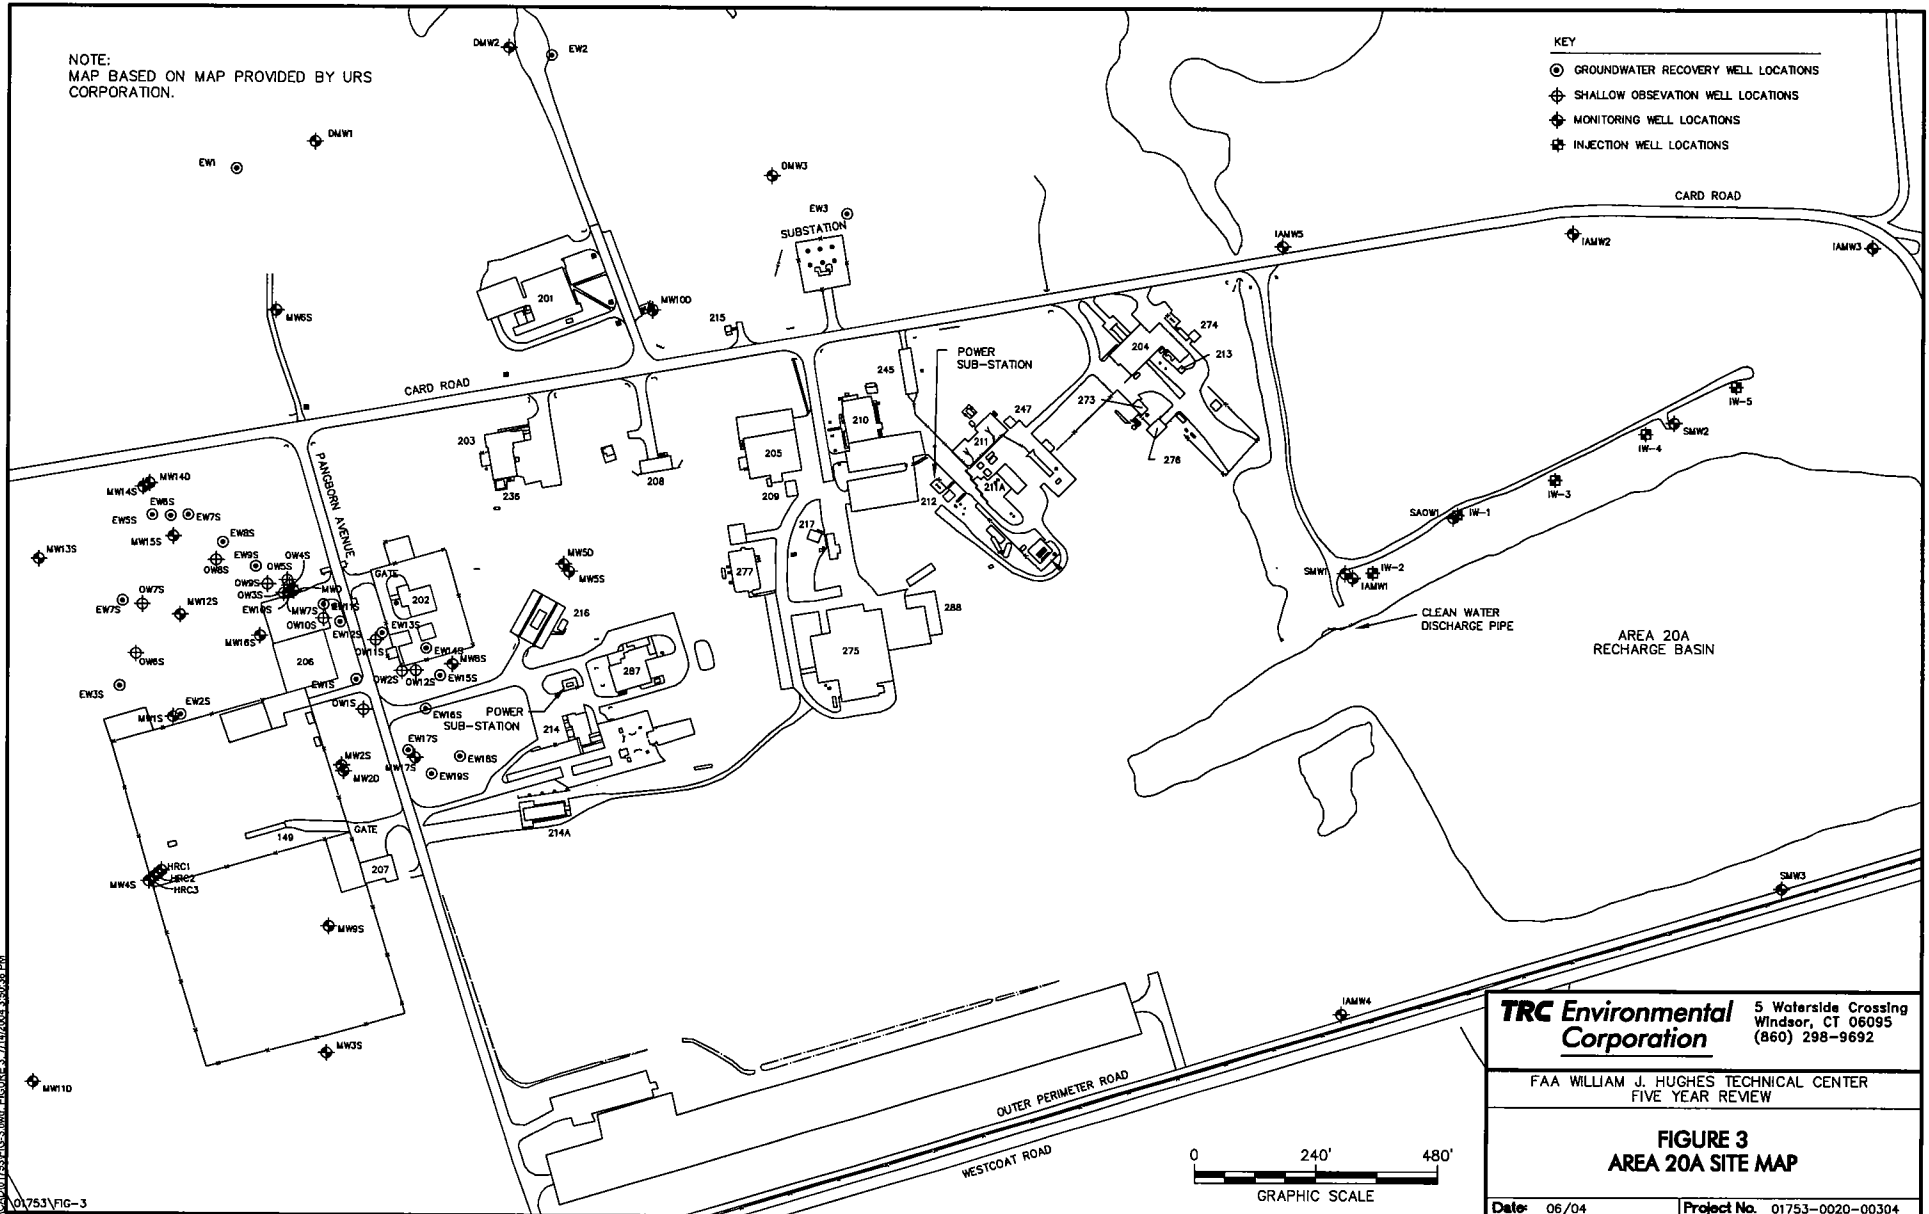 NOTE:
MAP BASED ON MAP PROVIDED BY URS
CORPORATION.
KEY
GROUNDWATER RECOVERY WELL LOCATIONS
SHALLOW OBSEVATION WELL LOCATIONS
MONITORING WELL LOCATIONS
INJECTION WELL LOCATIONS
DMW2
EW2
DMW1
EW1
DMW3
EW3
SUBSTATION
CARD ROAD
IAMW5
IAMW2
IAMW3
201
MW10D
MW6S
215
274
204
213
POWER
SUB-STATION
245
CARD ROAD
273
247
276
IW-5
SMW2
IW-4
203
210
211
205
208
236
209
212
211A
PANGBORN AVENUE
MW14D
MW14S
EW6S
EW5S
EW7S
MW15S
EW8S
MW13S
OW8S
EW9S
OW4S
OW5S
OW9S
OW3S
EW10S
MWD
MW7S
EW11S
OW10S
EW12S
EW7S
OW7S
MW12S
MW16S
OW6S
EW3S
EW2S
MW1S
GATE
202
EW13S
OW11S
EW14S
MW8S
EW15S
OW2S
OW12S
206
EW1S
OW1S
MW5D
MW5S
216
217
277
288
275
287
POWER
SUB-STATION
214
EW16S
EW17S
MW17S
EW18S
EW19S
MW2S
MW2D
214A
149
GATE
207
HRC1
HRC2
HRC3
MW4S
MW9S
MW3S
MW11D
IW-3
SAOW1
IW-1
SMW1
IW-2
IAMW1
CLEAN WATER
DISCHARGE PIPE
AREA 20A
RECHARGE BASIN
SMW3
IAMW4
OUTER PERIMETER ROAD
WESTCOAT ROAD
0
240'
480'
GRAPHIC SCALE
TRC Environmental
Corporation
5 Waterside Crossing
Windsor, CT 06095
(860) 298-9692
FAA WILLIAM J. HUGHES TECHNICAL CENTER
FIVE YEAR REVIEW
FIGURE 3
AREA 20A SITE MAP
Date: 06/04
Project No. 01753-0020-00304
01753\FIG-3